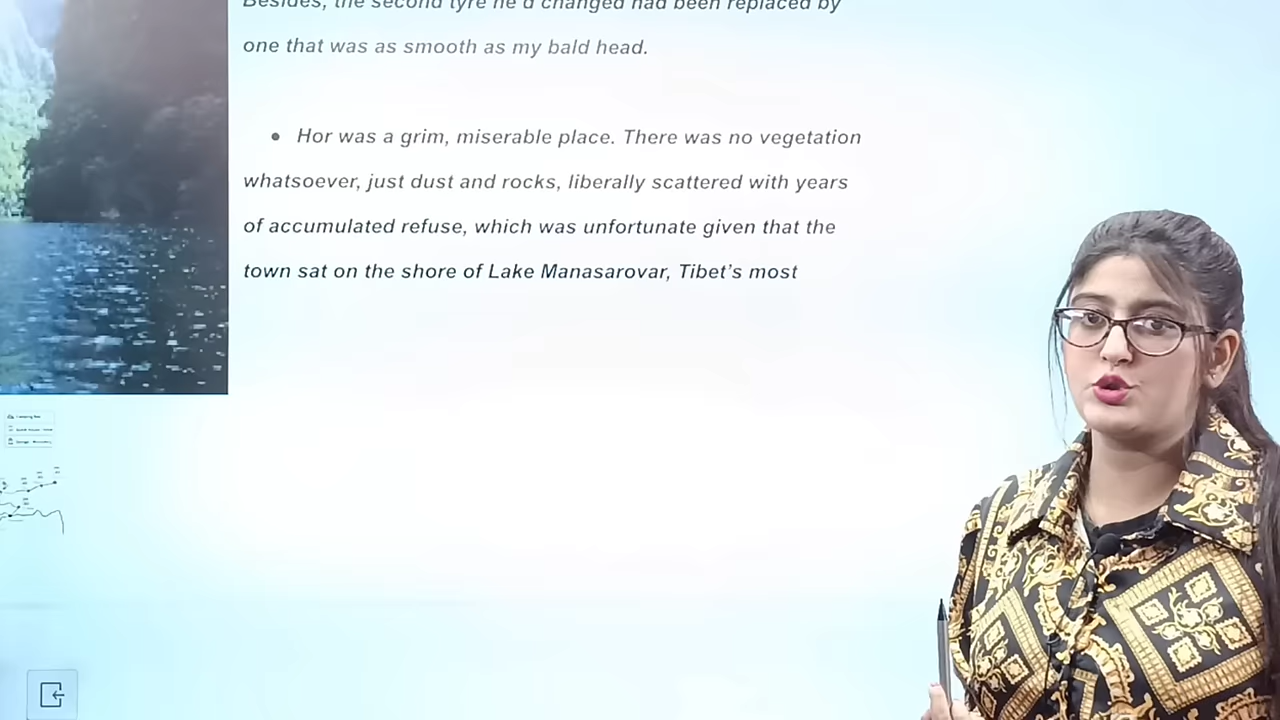 Besides, the second tyre he'd changed had been replaced by
one that was as smooth as my bald head.
• Hor was a grim, miserable place. There was no vegetation
whatsoever, just dust and rocks, liberally scattered with years
of accumulated refuse, which was unfortunate given that the
town sat on the shore of Lake Manasarovar, Tibet’s most